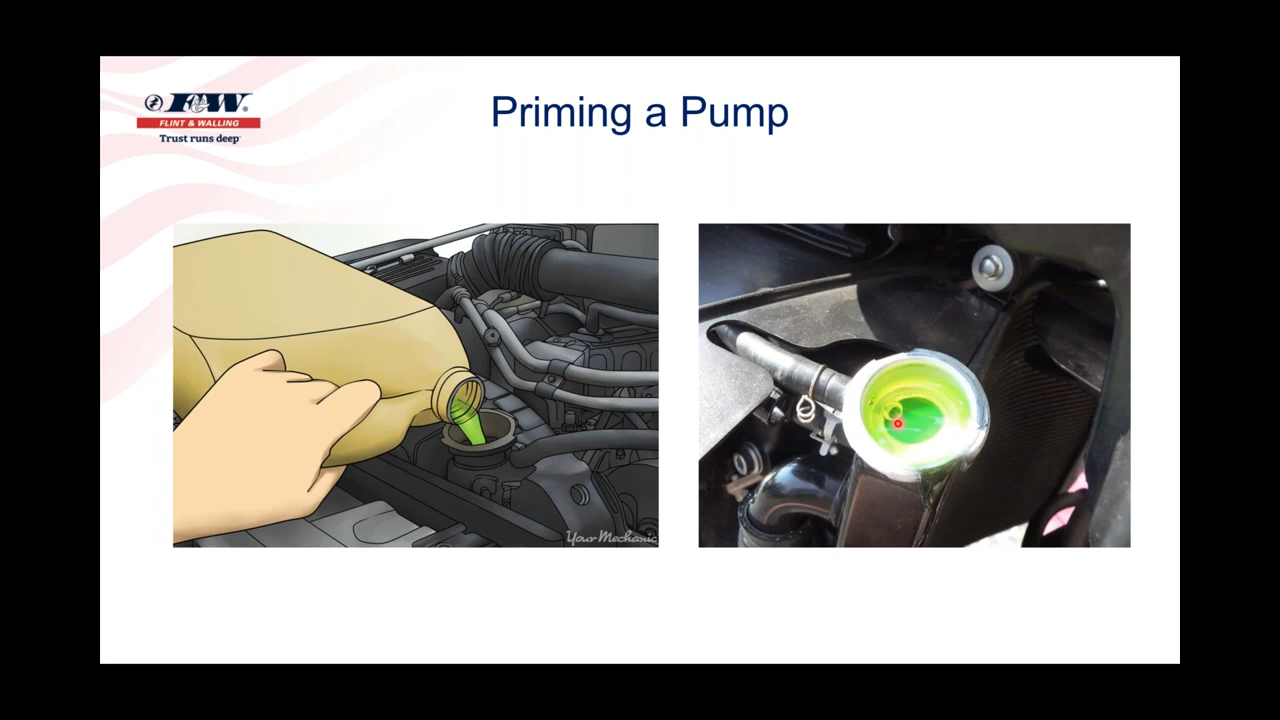 F&W®
FLINT & WALLING
Trust runs deep
Priming a Pump
YourMechanic